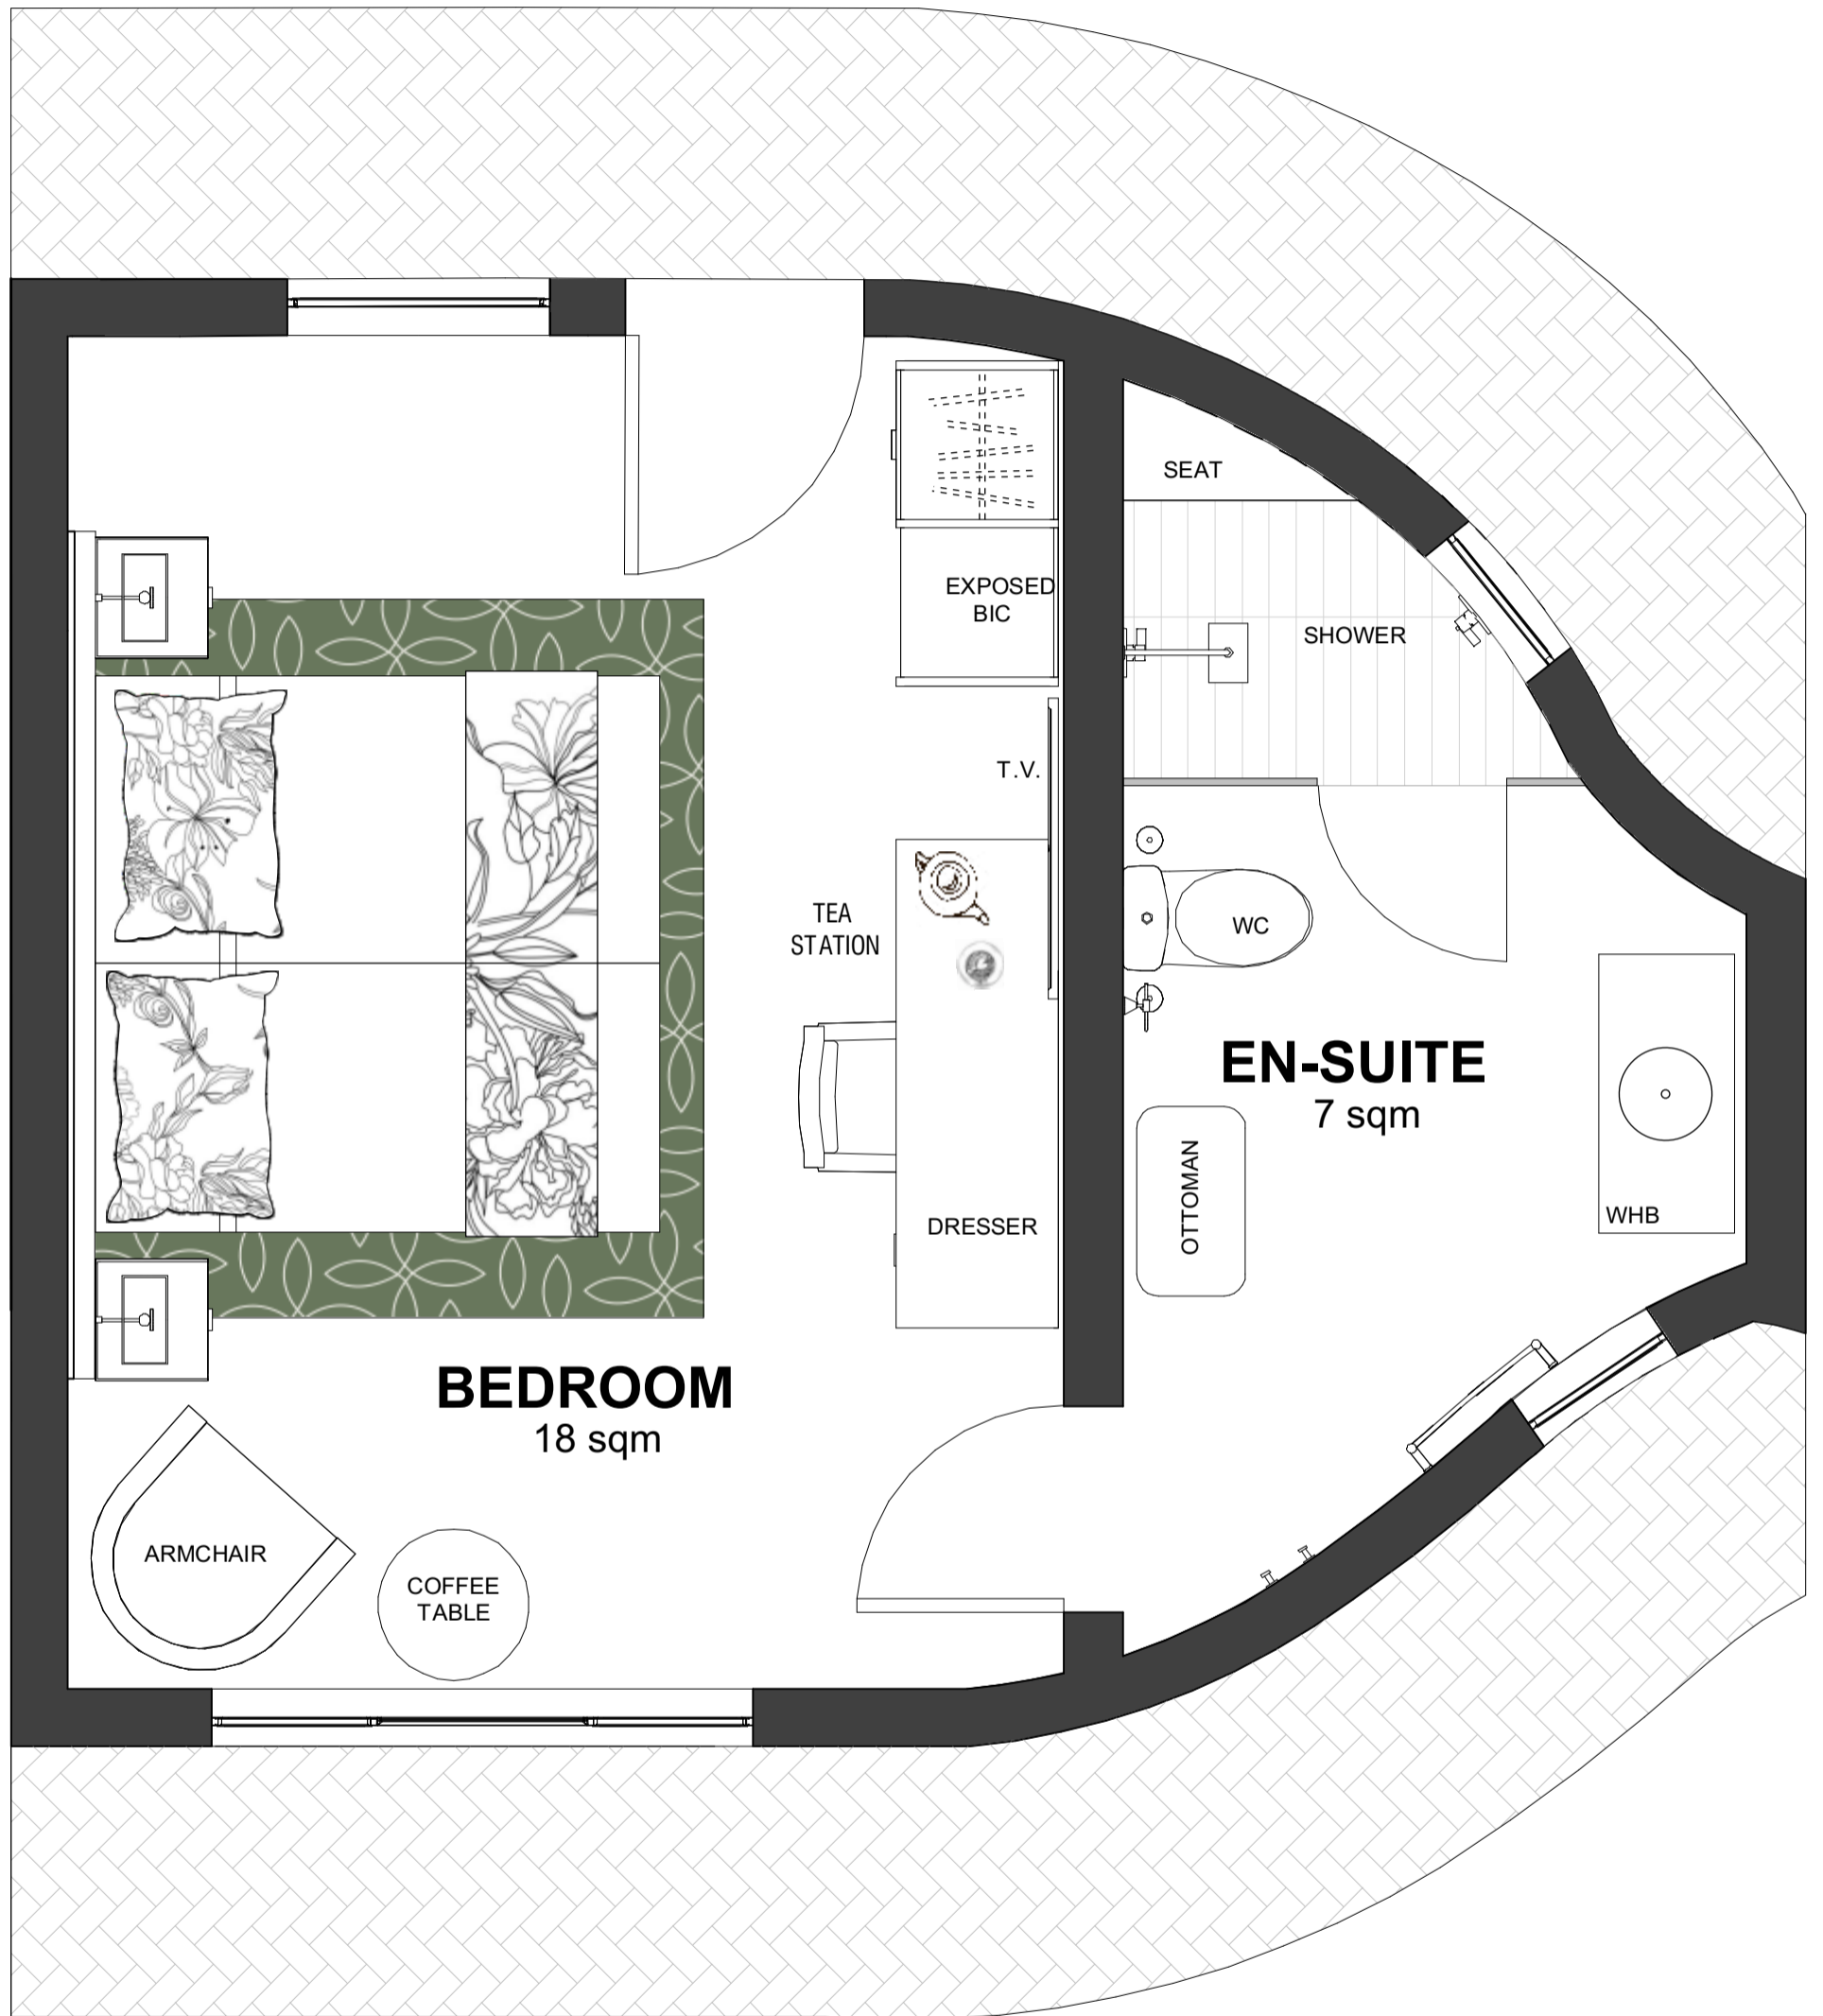 SEAT
EXPOSED
BIC
SHOWER
T.V.
TEA
STATION
WC
EN-SUITE
7 sqm
OTTOMAN
WHB
DRESSER
BEDROOM
18 sqm
ARMCHAIR
COFFEE
TABLE